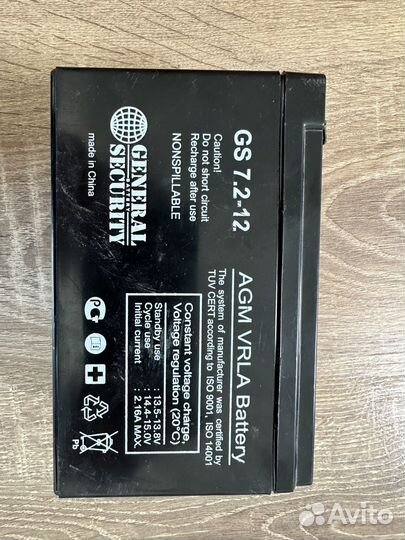 GS 7.2-12
Caution!
Do not short circuit
Recharge after use
NONSPILLABLE
GENERAL
BATTERY
SECURITY
made in China
AGM VRLA Battery
The system of manufacturer was certified by
TUV CERT according to ISO 9001, ISO 14001
Constant voltage charge,
Voltage regulation (20°C)
Standby use : 13.5-13.8V
Cycle use : 14.4-15.0V
Initial current : 2.16A MAX
Pb
Avito